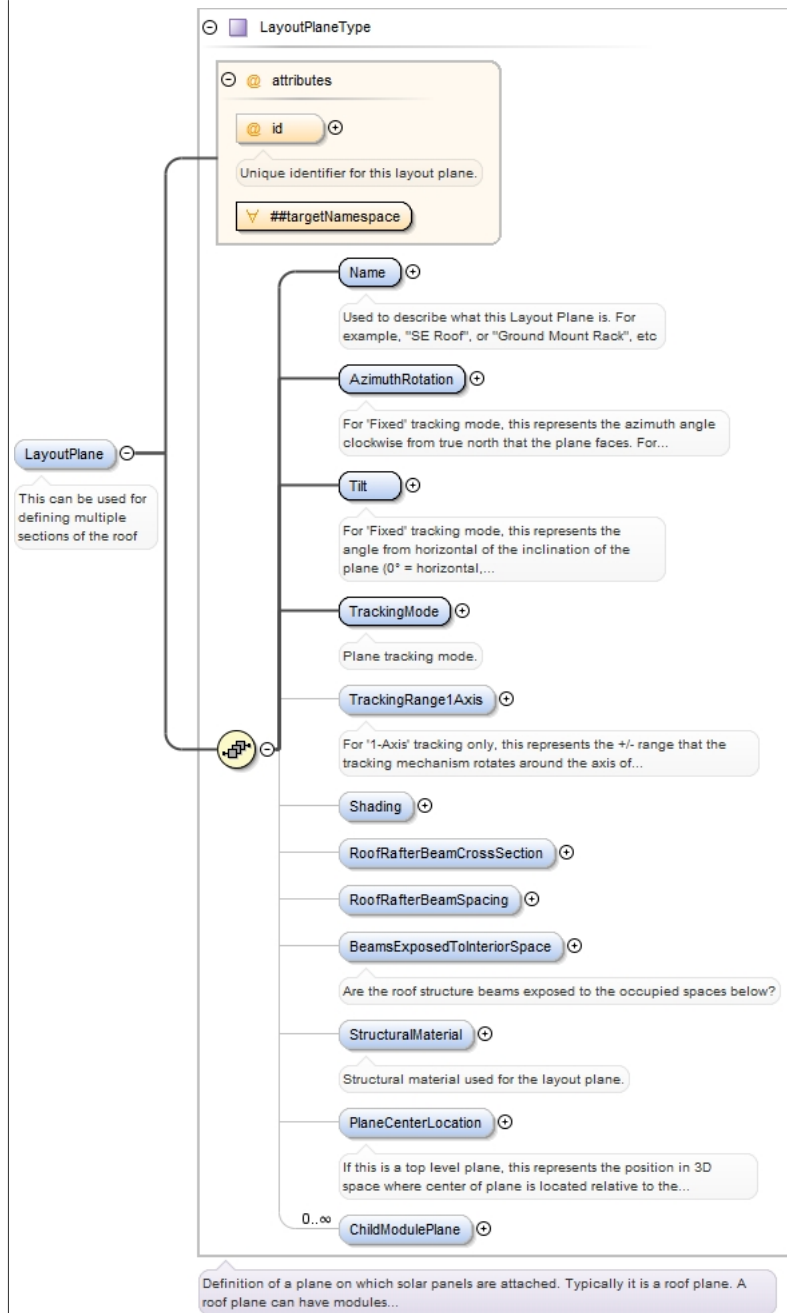 LayoutPlaneType
@ attributes
@ id
Unique identifier for this layout plane.
∀ ##targetNamespace
Name
Used to describe what this Layout Plane is. For
example, "SE Roof", or "Ground Mount Rack", etc
AzimuthRotation
For 'Fixed' tracking mode, this represents the azimuth angle
clockwise from true north that the plane faces. For...
LayoutPlane
This can be used for
defining multiple
sections of the roof
Tilt
For 'Fixed' tracking mode, this represents the
angle from horizontal of the inclination of the
plane (0° = horizontal,...
TrackingMode
Plane tracking mode.
TrackingRange1Axis
For '1-Axis' tracking only, this represents the +/- range that the
tracking mechanism rotates around the axis of...
Shading
RoofRafterBeamCrossSection
RoofRafterBeamSpacing
BeamsExposedToInteriorSpace
Are the roof structure beams exposed to the occupied spaces below?
StructuralMaterial
Structural material used for the layout plane.
PlaneCenterLocation
If this is a top level plane, this represents the position in 3D
space where center of plane is located relative to the...
0..∞
ChildModulePlane
Definition of a plane on which solar panels are attached. Typically it is a roof plane. A
roof plane can have modules...